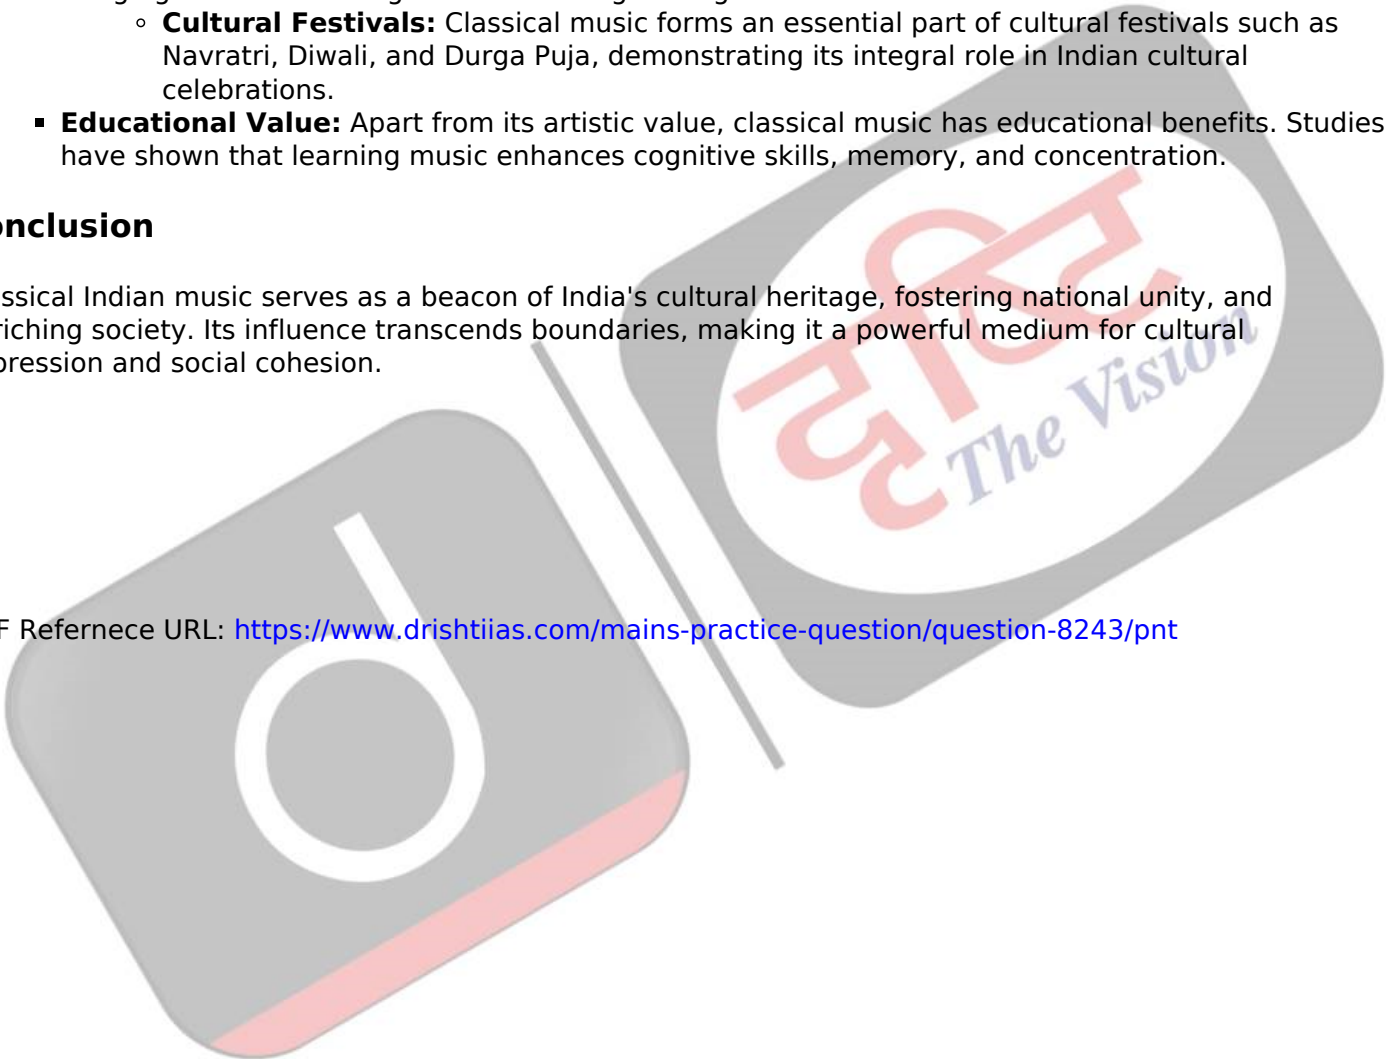 Cultural Festivals: Classical music forms an essential part of cultural festivals such as
Navratri, Diwali, and Durga Puja, demonstrating its integral role in Indian cultural
celebrations.
Educational Value: Apart from its artistic value, classical music has educational benefits. Studies
have shown that learning music enhances cognitive skills, memory, and concentration.
onclusion
ssical Indian music serves as a beacon of India's cultural heritage, fostering national unity, and
riching society. Its influence transcends boundaries, making it a powerful medium for cultural
pression and social cohesion.
दृष्टि
The Vision
d
F Refernece URL: https://www.drishtiias.com/mains-practice-question/question-8243/pnt